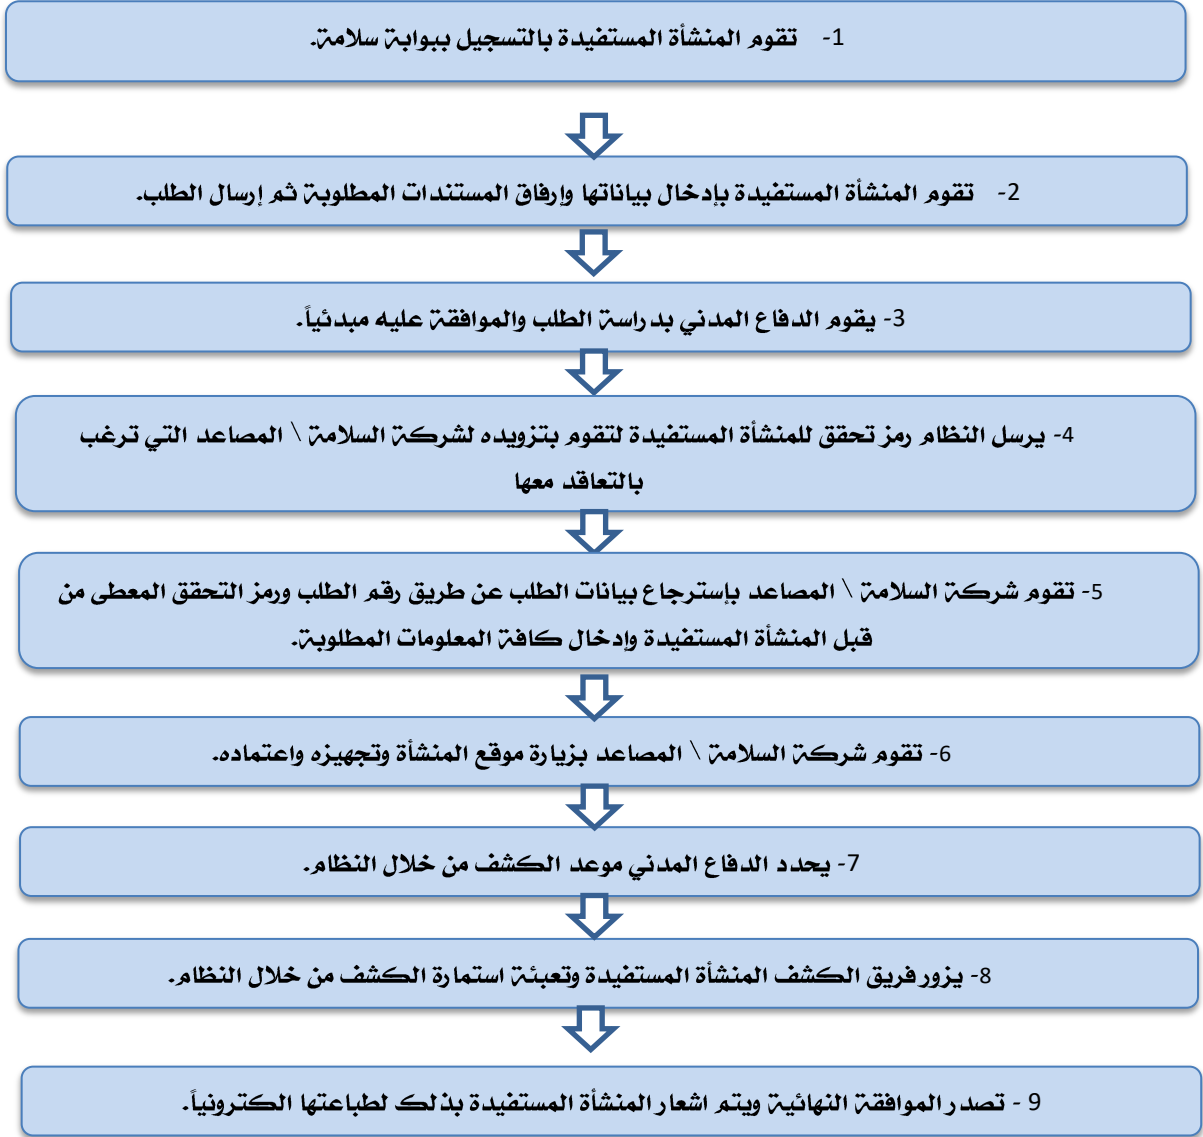 1- تقوم المنشأة المستفيدة بالتسجيل ببوابة سلامة.
2- تقوم المنشأة المستفيدة بإدخال بياناتها وإرفاق المستندات المطلوبة ثم إرسال الطلب.
3- يقوم الدفاع المدني بدراسة الطلب والموافقة عليه مبدئياً.
4- يرسل النظام رمز تحقق للمنشأة المستفيدة لتقوم بتزويده لشركة السلامة \ المصاعد التي ترغب
بالتعاقد معها
5- تقوم شركة السلامة \ المصاعد بإسترجاع بيانات الطلب عن طريق رقم الطلب ورمز التحقق المعطى من
قبل المنشأة المستفيدة وإدخال كافة المعلومات المطلوبة.
6- تقوم شركة السلامة \ المصاعد بزيارة موقع المنشأة وتجهيزه واعتماده.
7- يحدد الدفاع المدني موعد الكشف من خلال النظام.
8- يزور فريق الكشف المنشأة المستفيدة وتعبئة استمارة الكشف من خلال النظام.
9 - تصدر الموافقة النهائية ويتم اشعار المنشأة المستفيدة بذلك لطباعتها الكترونياً.